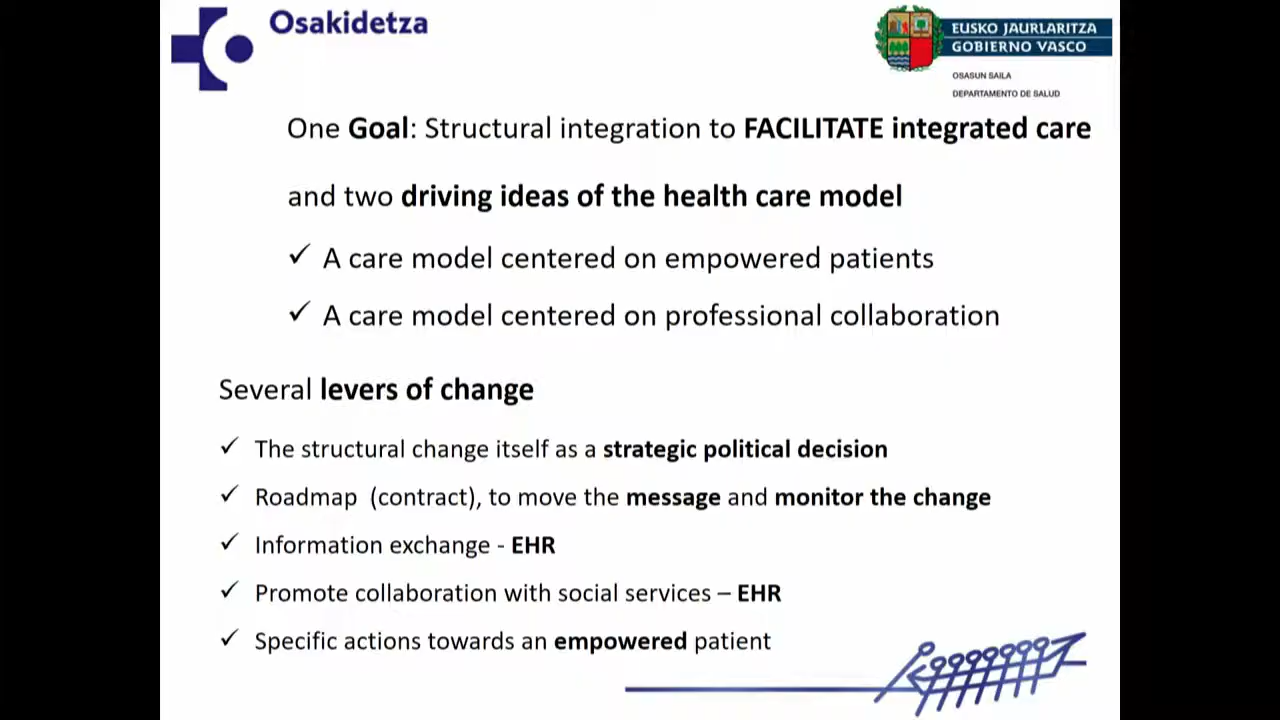 Osakidetza
EUSKO JAURLARITZA
GOBIERNO VASCO
OSASUN SAILA
DEPARTAMENTO DE SALUD
One Goal: Structural integration to FACILITATE integrated care
and two driving ideas of the health care model
✓ A care model centered on empowered patients
✓ A care model centered on professional collaboration
Several levers of change
✓ The structural change itself as a strategic political decision
✓ Roadmap (contract), to move the message and monitor the change
✓ Information exchange - EHR
✓ Promote collaboration with social services – EHR
✓ Specific actions towards an empowered patient